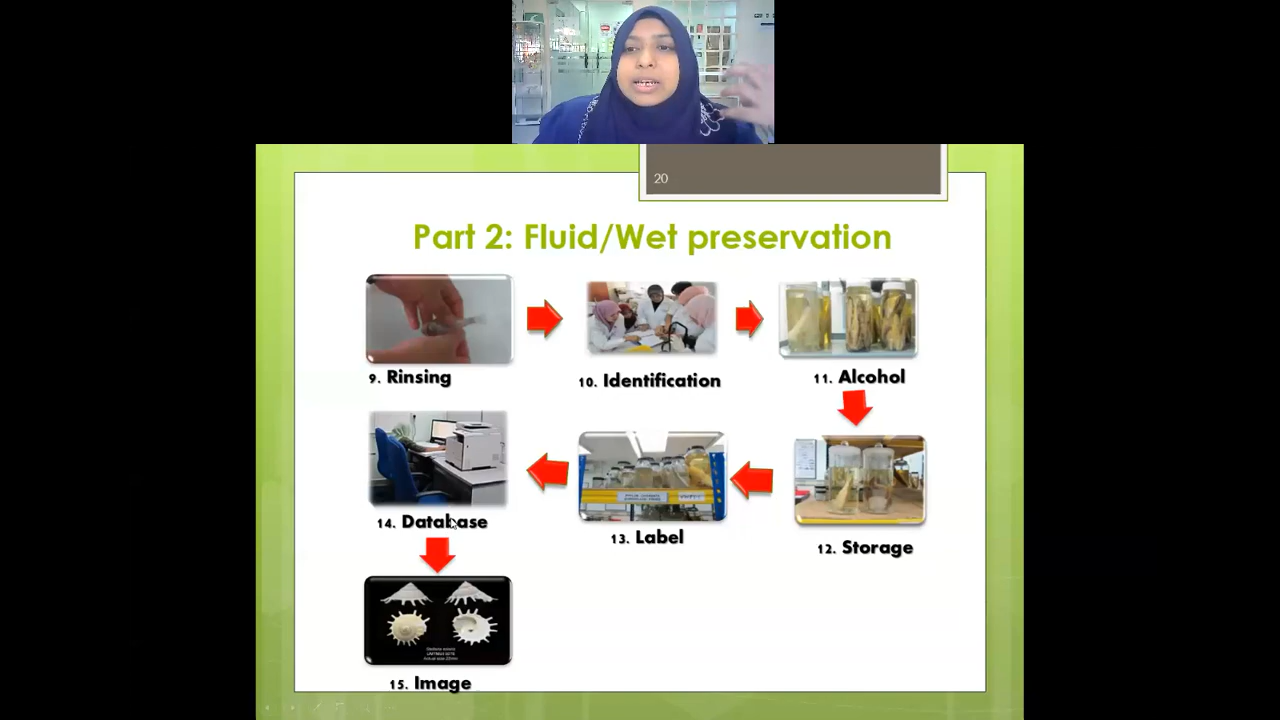 20
Part 2: Fluid/Wet preservation
9. Rinsing
10. Identification
11. Alcohol
14. Database
13. Label
12. Storage
15. Image